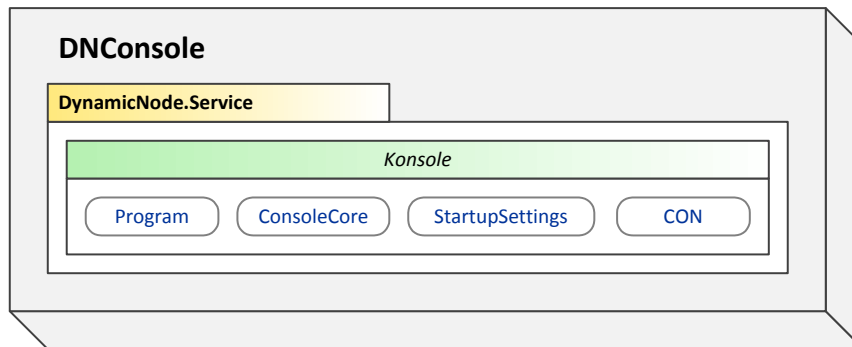 DNConsole
DynamicNode.Service
Konsole
Program ConsoleCore StartupSettings CON